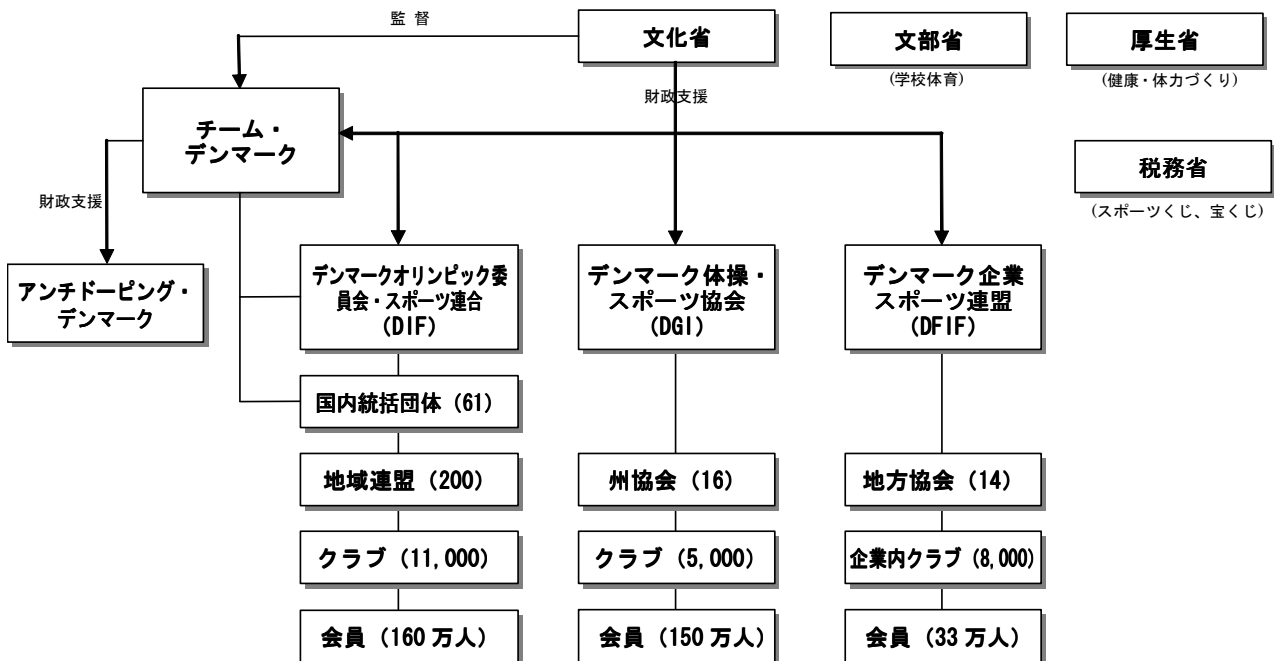 監 督
文化省
文部省
(学校体育)
厚生省
(健康・体力づくり)
財政支援
チーム・
デンマーク
税務省
(スポーツくじ、宝くじ)
財政支援
アンチドーピング・
デンマーク
デンマークオリンピック委
員会・スポーツ連合
(DIF)
デンマーク体操・
スポーツ協会
(DGI)
デンマーク企業
スポーツ連盟
(DFIF)
国内統括団体 (61)
地域連盟 (200)
州協会 (16)
地方協会 (14)
クラブ (11,000)
クラブ (5,000)
企業内クラブ (8,000)
会員 (160 万人)
会員 (150 万人)
会員 (33 万人)